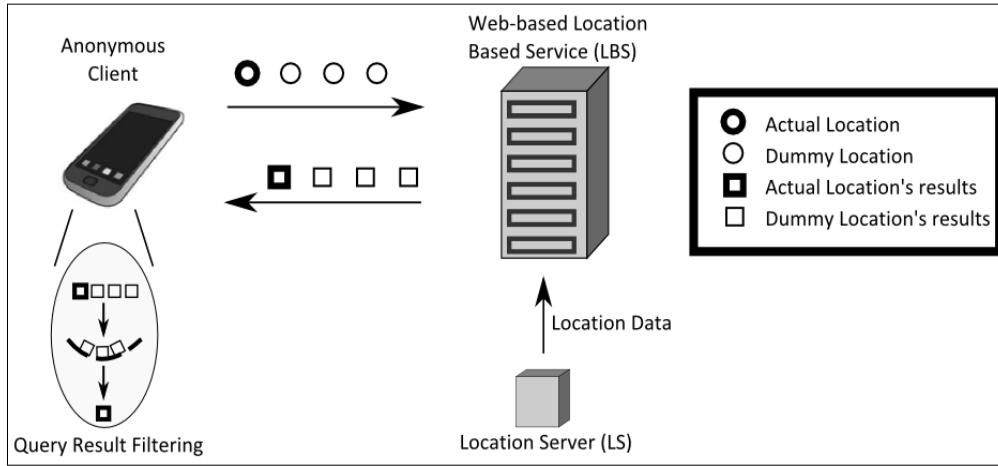 Anonymous
Client
Web-based Location
Based Service (LBS)
Actual Location
Dummy Location
Actual Location's results
Dummy Location's results
Location Data
Query Result Filtering
Location Server (LS)